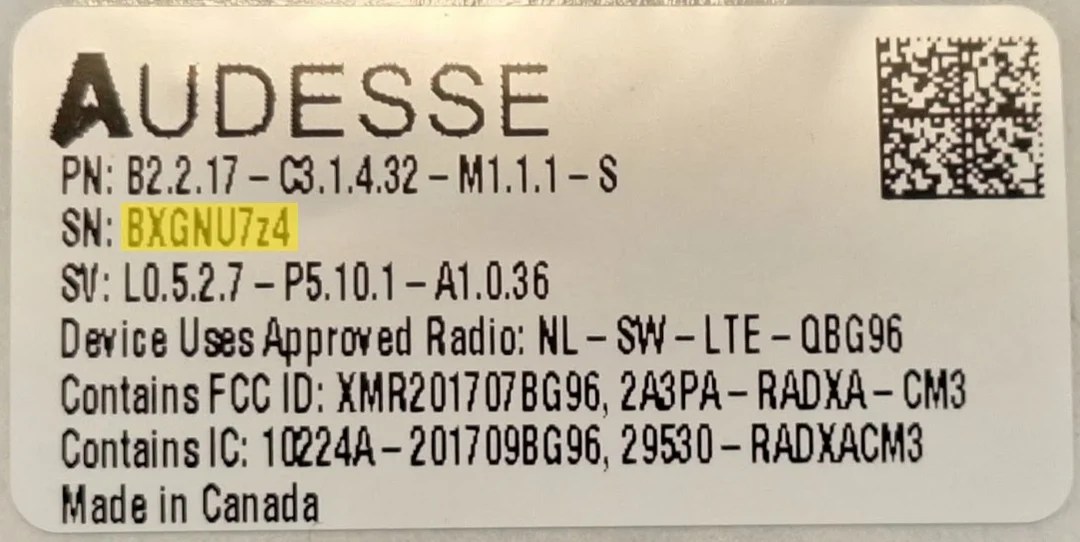 AUDESSE
PN: B2.2.17 – C3.1.4.32 – M1.1.1 – S
SN: BXGNU7z4
SV: L0.5.2.7 – P5.10.1 – A1.0.36
Device Uses Approved Radio: NL – SW – LTE – QBG96
Contains FCC ID: XMR201707BG96, 2A3PA – RADXA – CM3
Contains IC: 10224A – 201709BG96, 29530 – RADXACM3
Made in Canada